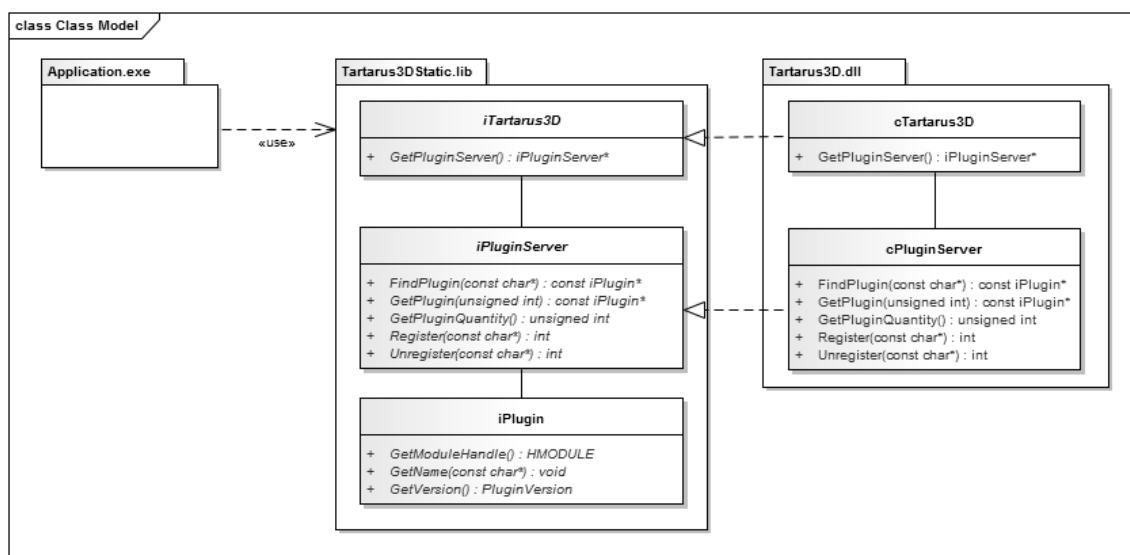 class Class Model
Application.exe
«use»
Tartarus3DStatic.lib
iTartarus3D
+ GetPluginServer() : iPluginServer*
iPluginServer
+ FindPlugin(const char*) : const iPlugin*
+ GetPlugin(unsigned int) : const iPlugin*
+ GetPluginQuantity() : unsigned int
+ Register(const char*) : int
+ Unregister(const char*) : int
iPlugin
+ GetModuleHandle() : HMODULE
+ GetName(const char*) : void
+ GetVersion() : PluginVersion
Tartarus3D.dll
cTartarus3D
+ GetPluginServer() : iPluginServer*
cPluginServer
+ FindPlugin(const char*) : const iPlugin*
+ GetPlugin(unsigned int) : const iPlugin*
+ GetPluginQuantity() : unsigned int
+ Register(const char*) : int
+ Unregister(const char*) : int